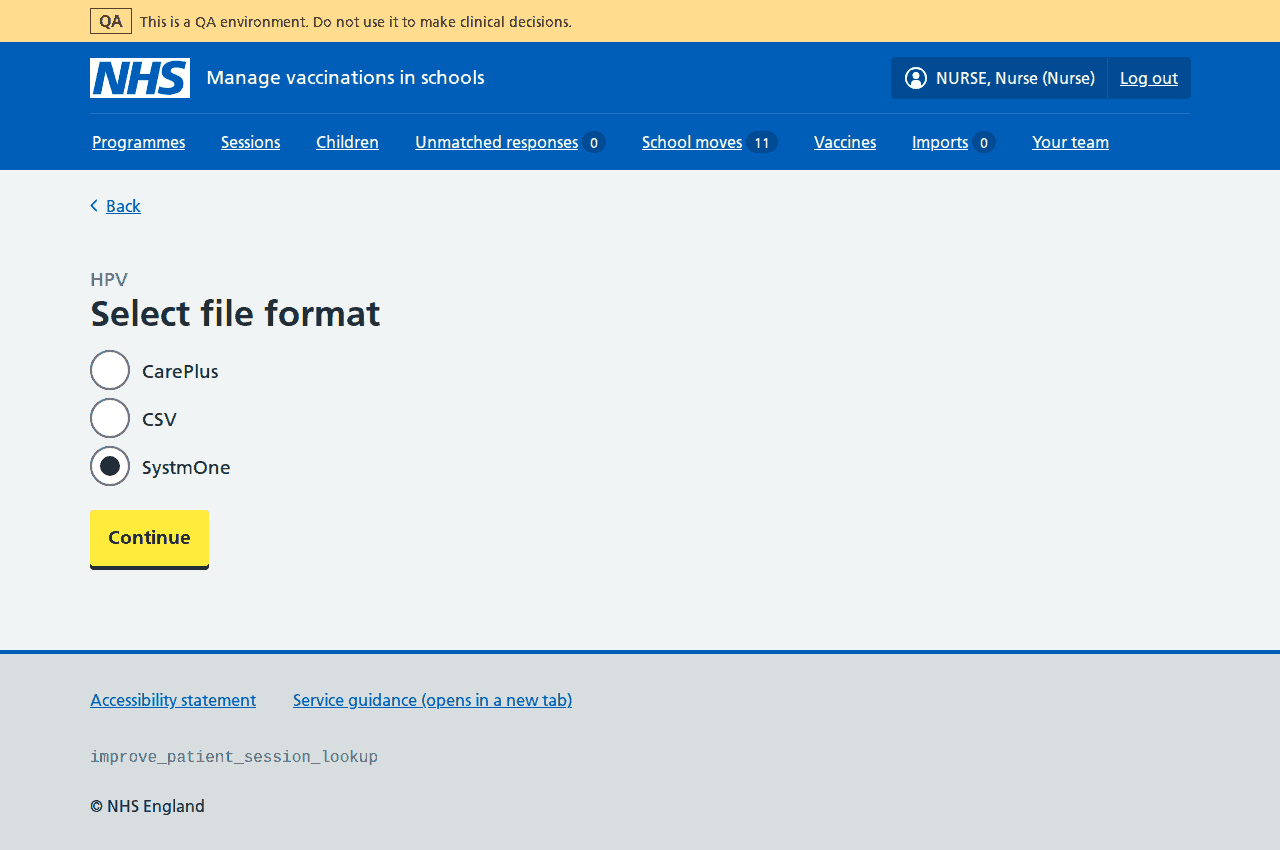 QA This is a QA environment. Do not use it to make clinical decisions.
NHS Manage vaccinations in schools NURSE, Nurse (Nurse) Log out
Programmes Sessions Children Unmatched responses 0 School moves 11 Vaccines Imports 0 Your team
Back
HPV
Select file format
CarePlus
CSV
SystmOne
Continue
Accessibility statement Service guidance (opens in a new tab)
improve_patient_session_lookup
© NHS England